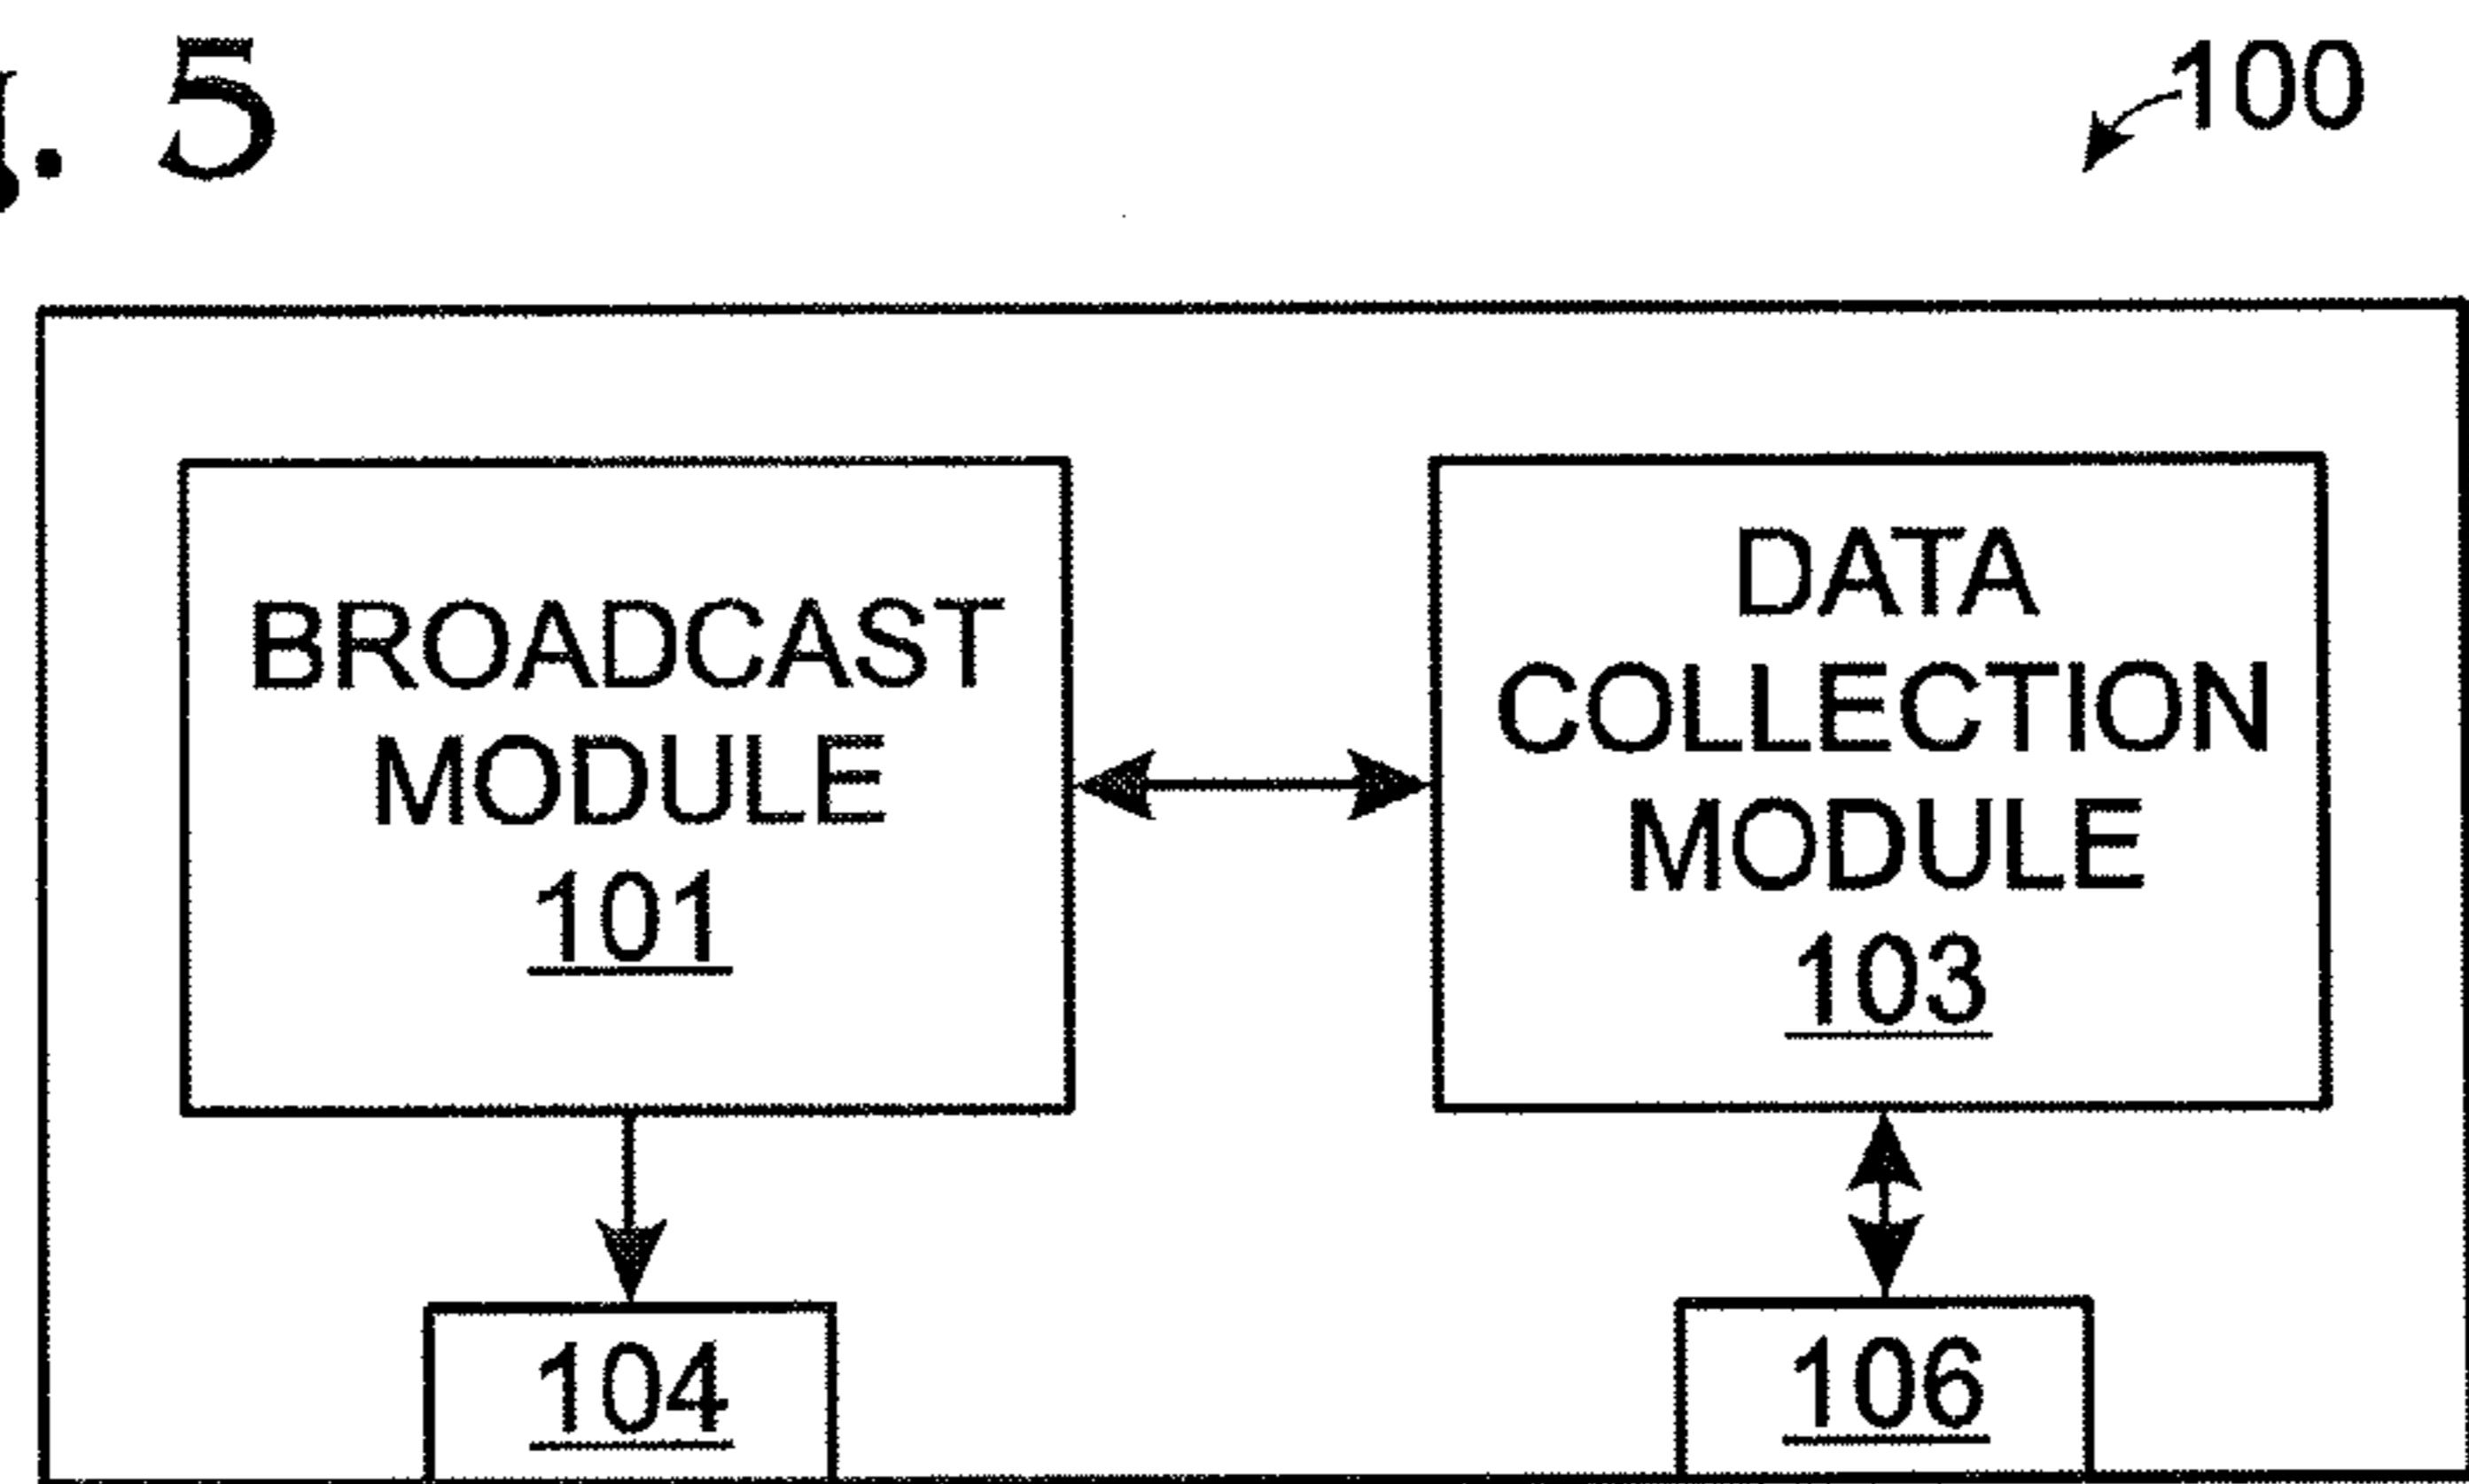 . 5
100
BROADCAST
MODULE
101
DATA
COLLECTION
MODULE
103
104
106